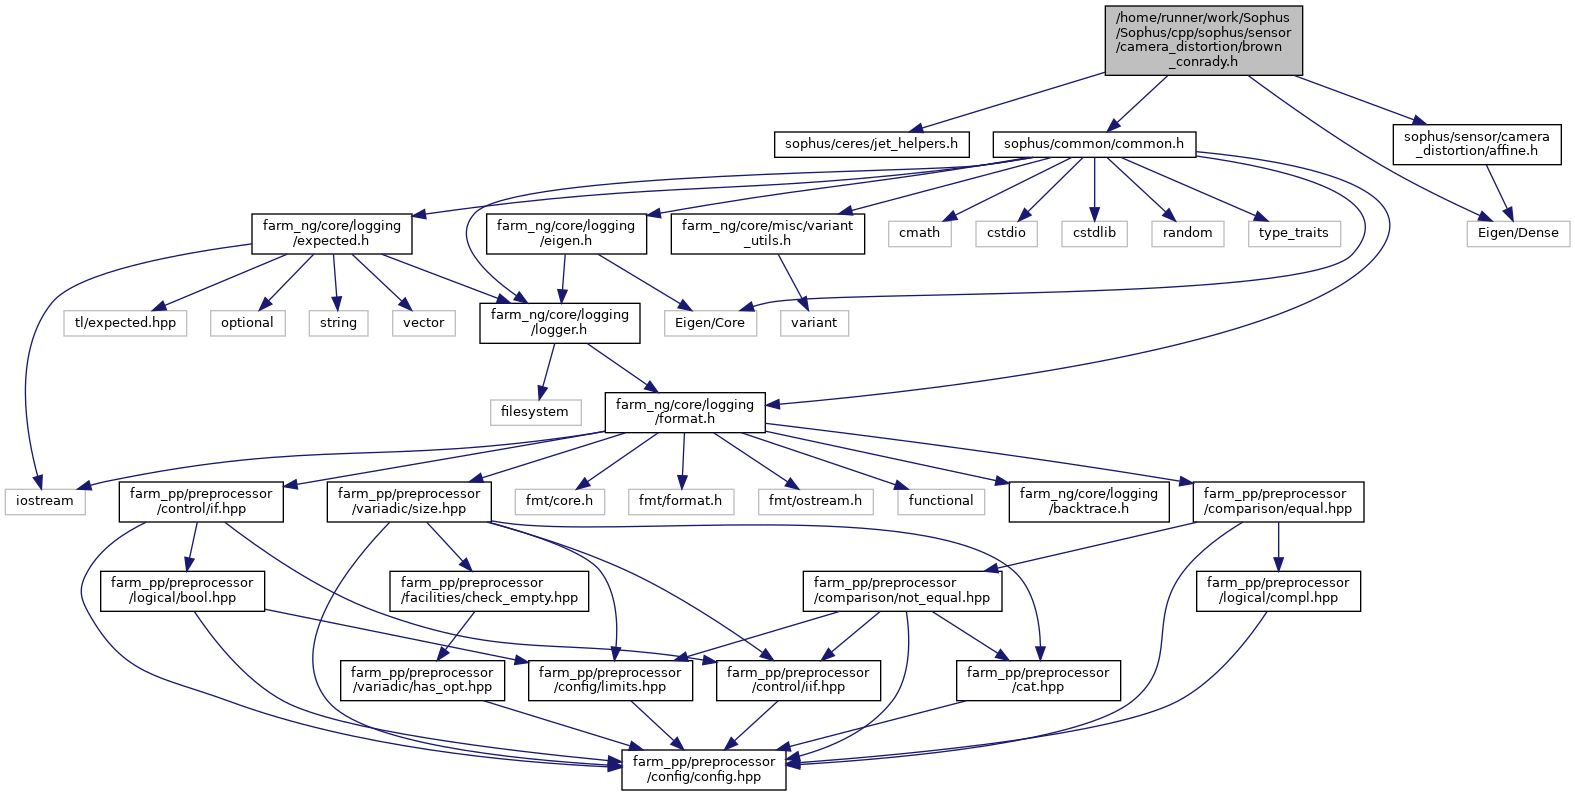 /home/runner/work/Sophus
/Sophus/cpp/sophus/sensor
/camera_distortion/brown
_conrady.h
sophus/ceres/jet_helpers.h
sophus/common/common.h
sophus/sensor/camera
_distortion/affine.h
farm_ng/core/logging
/expected.h
farm_ng/core/logging
/eigen.h
farm_ng/core/misc/variant
_utils.h
cmath
cstdio
cstdlib
random
type_traits
Eigen/Dense
tl/expected.hpp
optional
string
vector
farm_ng/core/logging
/logger.h
Eigen/Core
variant
filesystem
farm_ng/core/logging
/format.h
iostream
farm_pp/preprocessor
/control/if.hpp
farm_pp/preprocessor
/variadic/size.hpp
fmt/core.h
fmt/format.h
fmt/ostream.h
functional
farm_ng/core/logging
/backtrace.h
farm_pp/preprocessor
/comparison/equal.hpp
farm_pp/preprocessor
/logical/bool.hpp
farm_pp/preprocessor
/facilities/check_empty.hpp
farm_pp/preprocessor
/comparison/not_equal.hpp
farm_pp/preprocessor
/logical/compl.hpp
farm_pp/preprocessor
/variadic/has_opt.hpp
farm_pp/preprocessor
/config/limits.hpp
farm_pp/preprocessor
/control/iif.hpp
farm_pp/preprocessor
/cat.hpp
farm_pp/preprocessor
/config/config.hpp